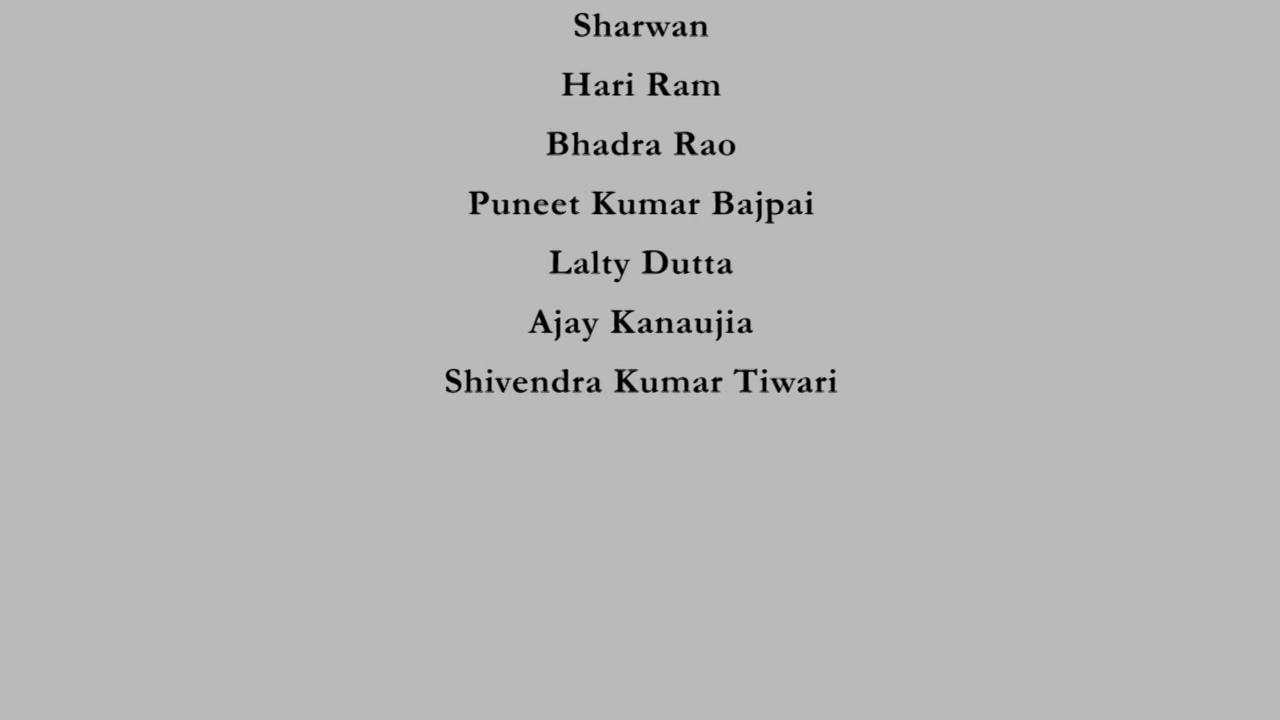 Sharwan
Hari Ram
Bhadra Rao
Puneet Kumar Bajpai
Lalty Dutta
Ajay Kanaujia
Shivendra Kumar Tiwari